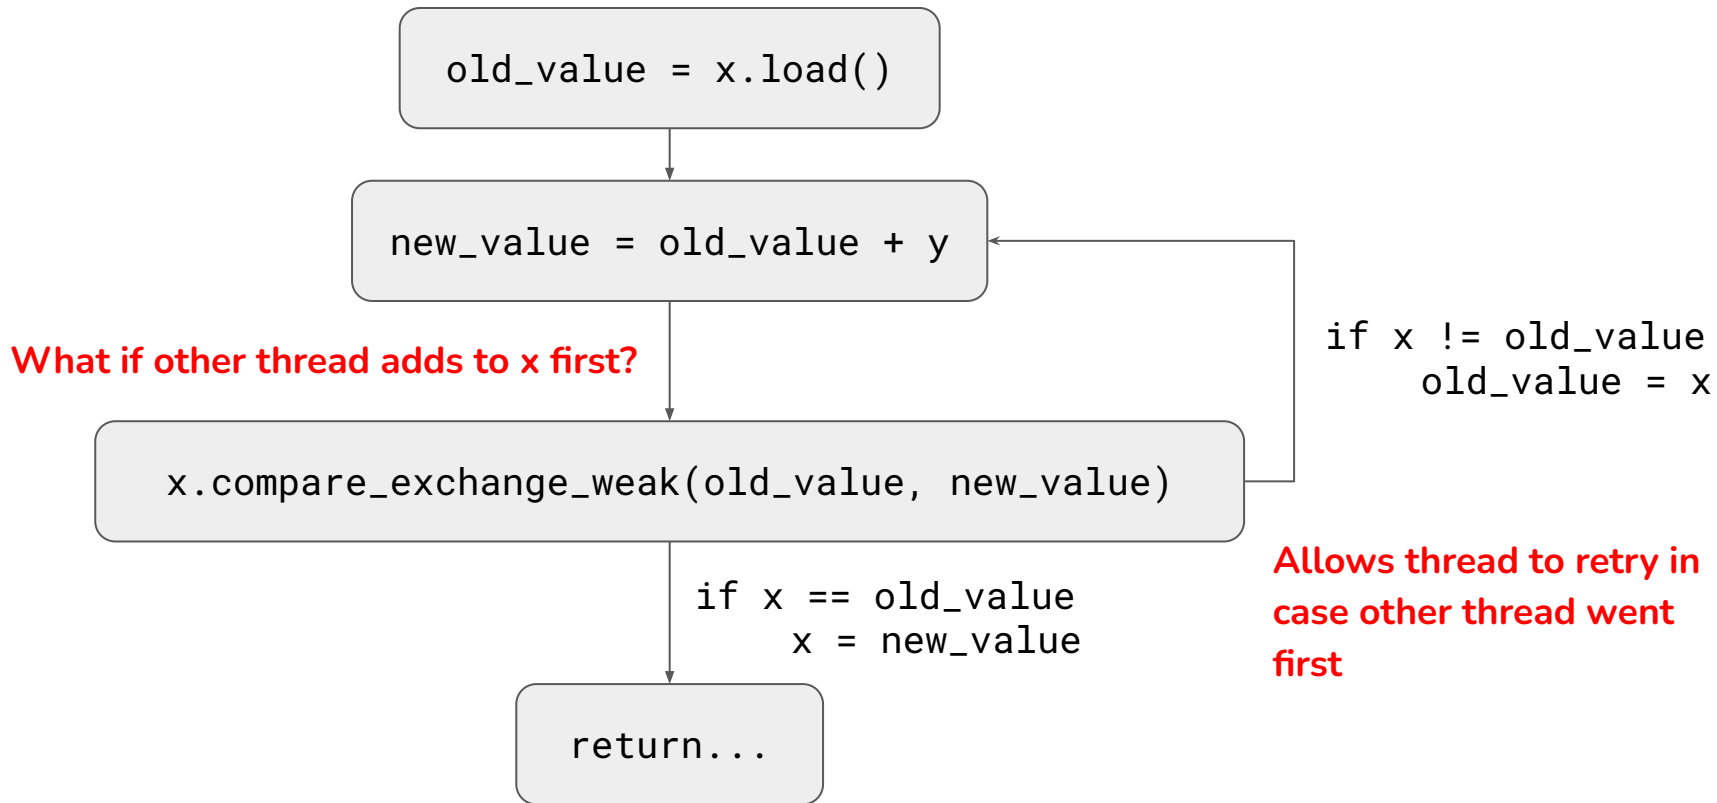 old_value = x.load()
new_value = old_value + y
What if other thread adds to x first?
if x != old_value
old_value = x
x.compare_exchange_weak(old_value, new_value)
if x == old_value
x = new_value
Allows thread to retry in
case other thread went
first
return...